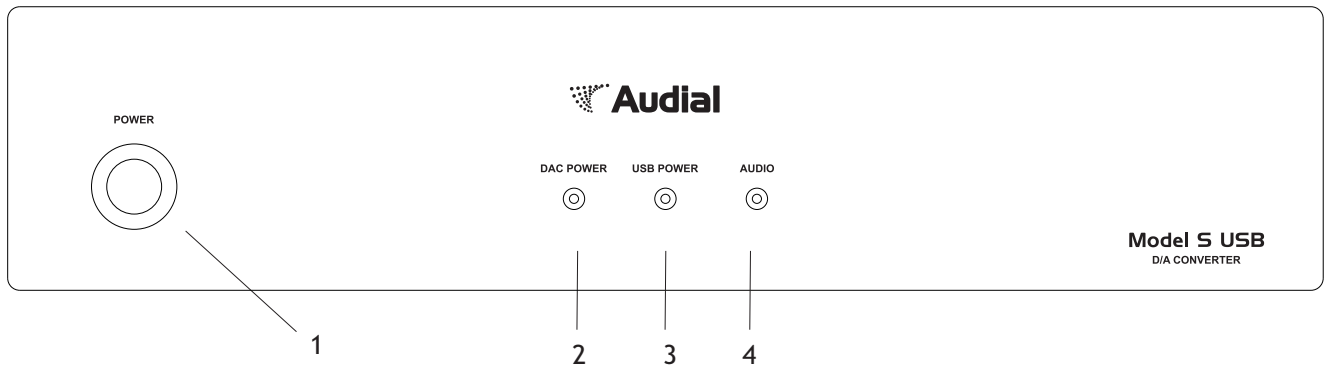 Audial
POWER
DAC POWER USB POWER AUDIO
Model S USB
D/A CONVERTER
1
2 3 4